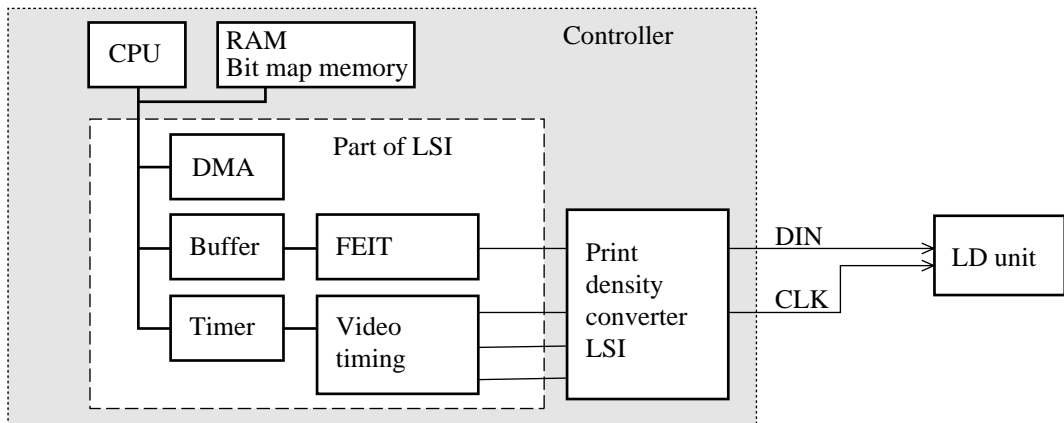 Controller
CPU
RAM
Bit map memory
Part of LSI
DMA
Buffer
FEIT
Timer
Video
timing
Print
density
converter
LSI
DIN
CLK
LD unit